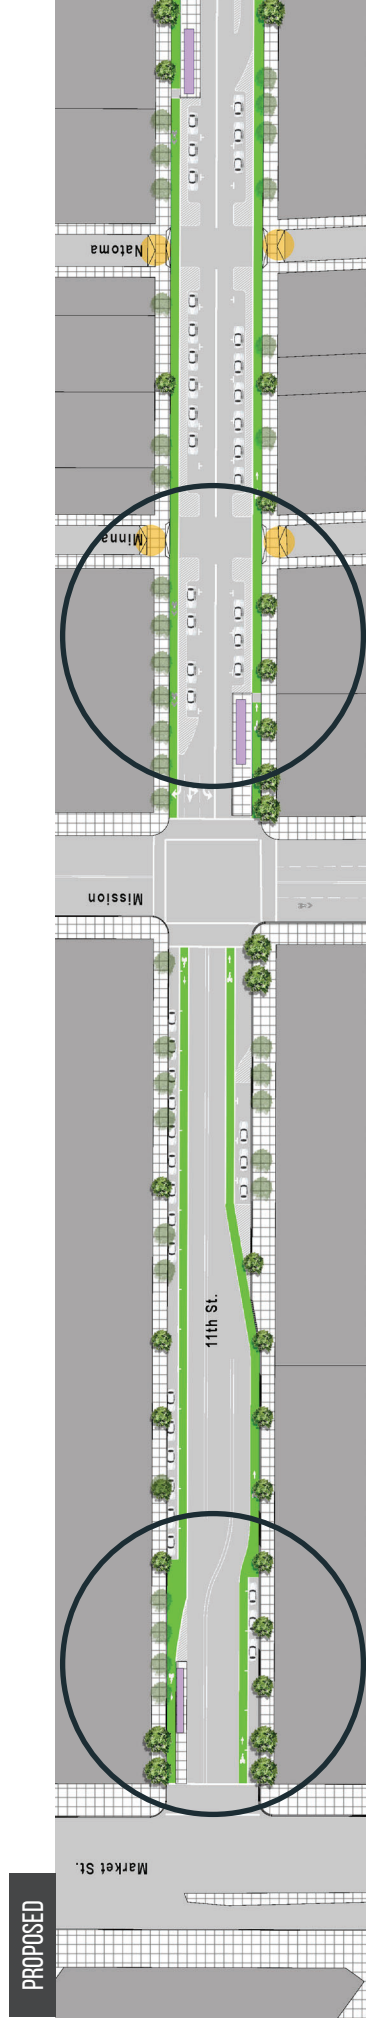 Natoma
Minna
Mission
11th St.
Market St.
PROPOSED